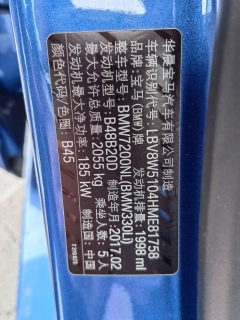 华晨宝马汽车有限公司制造
车辆识别代号: LBV8W5104HME81758
品牌: 宝马(BMW)牌
整车型号: BMW7200NL(BMW330Li)
发动机型号: B48B20D 发动机排量: 1998 ml
最大允许总质量: 2065 kg 乘坐人数: 5人
发动机最大净功率: 185 kW 制造年月: 2017.02
颜色代码/色标: B45 制造国: 中国